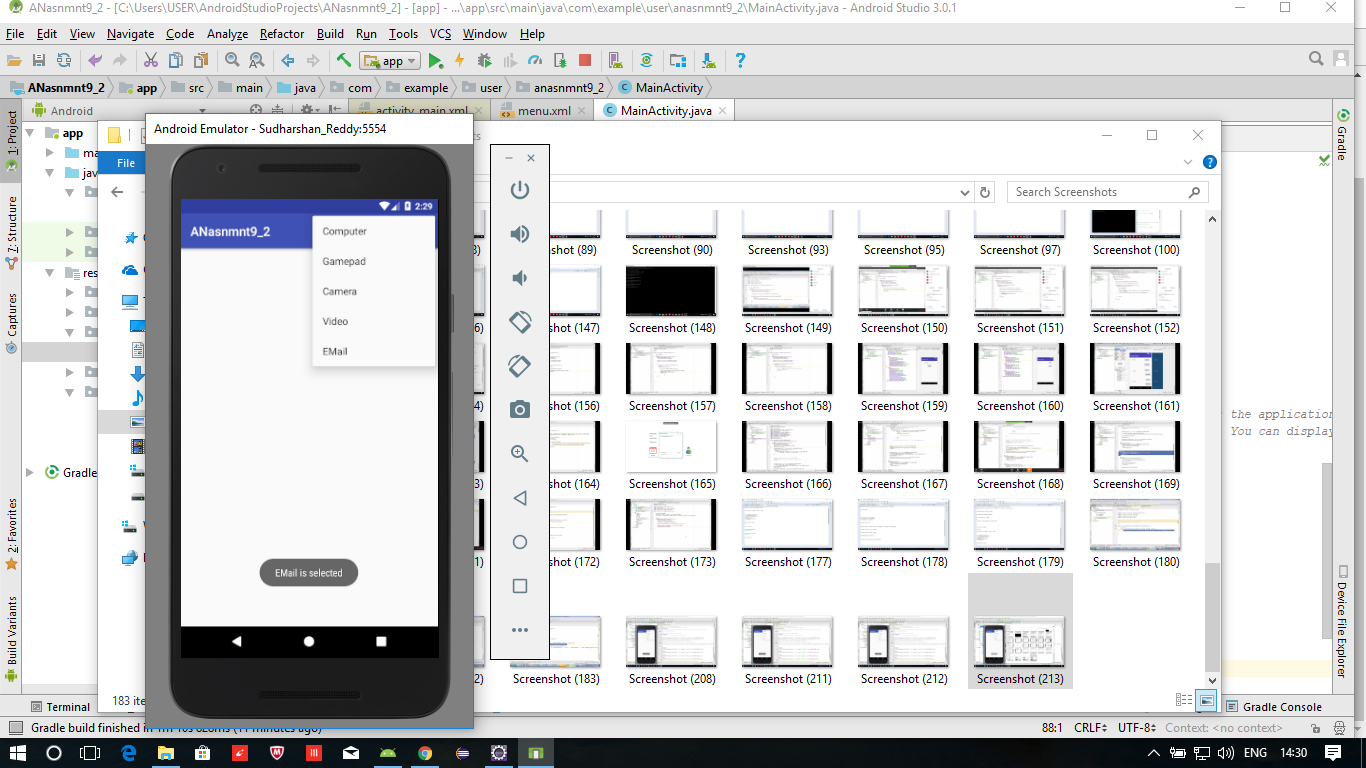 ANasnmnt9_2 - [C:\Users\USER\AndroidStudioProjects\ANasnmnt9_2] - [app] - ...\app\src\main\java\com\example\user\anasnmnt9_2\MainActivity.java - Android Studio 3.0.1
File Edit View Navigate Code Analyze Refactor Build Run Tools VCS Window Help
app
ANasnmnt9_2 app src main java com example user anasnmnt9_2 MainActivity
Android activity_main.xml menu.xml MainActivity.java
1: Project
7: Structure
Captures
2: Favorites
Build Variants
app
ma
jav
res
Gradle
File
Android Emulator - Sudharshan_Reddy:5554
2:29
ANasnmnt9_2
Computer
Gamepad
Camera
Video
EMail
EMail is selected
Search Screenshots
Screenshot (90) Screenshot (93) Screenshot (95) Screenshot (97) Screenshot (100)
(89)
(147) Screenshot (148) Screenshot (149) Screenshot (150) Screenshot (151) Screenshot (152)
(156) Screenshot (157) Screenshot (158) Screenshot (159) Screenshot (160) Screenshot (161)
(164) Screenshot (165) Screenshot (166) Screenshot (167) Screenshot (168) Screenshot (169)
(172) Screenshot (173) Screenshot (177) Screenshot (178) Screenshot (179) Screenshot (180)
Screenshot (183) Screenshot (208) Screenshot (211) Screenshot (212) Screenshot (213)
183 ite
the application
You can display
Gradle
Device File Explorer
Terminal
Gradle Console
Gradle build finished in 1m 10s 828ms (11 minutes ago)
88:1 CRLF UTF-8 Context: <no context>
ENG 14:30